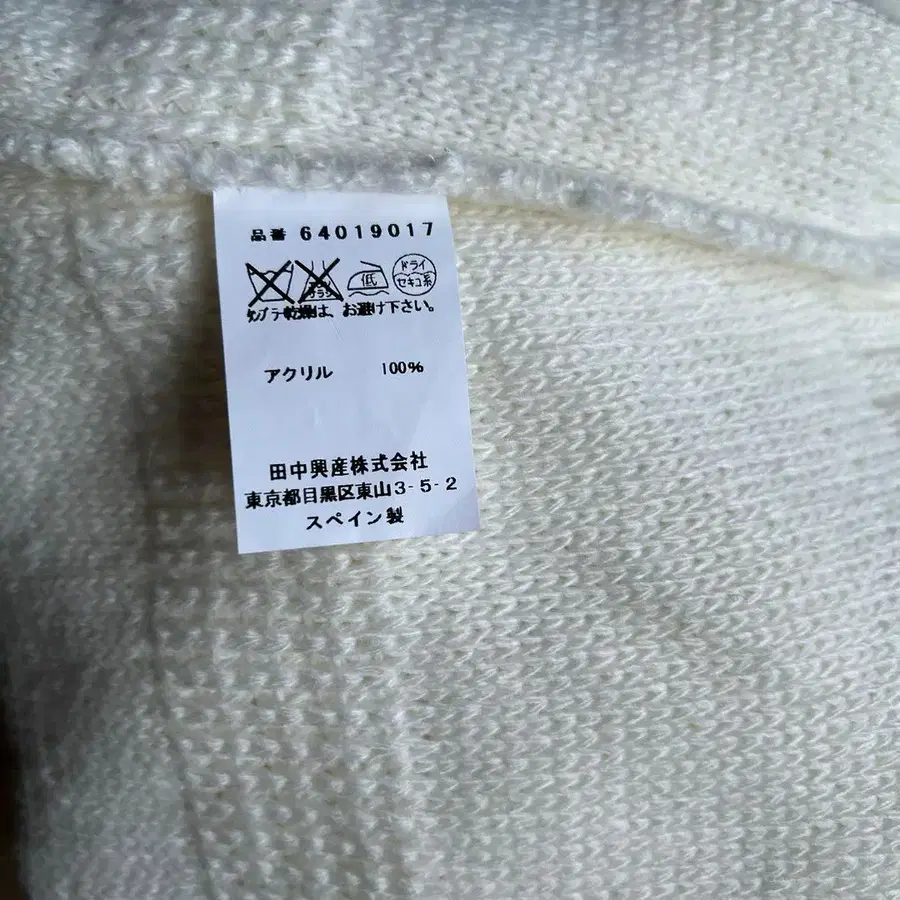 品番 64019017
低 ドライ セキユ系
タンブラー乾燥は、お避け下さい。
アクリル 100%
田中興産株式会社
東京都目黒区東山3-5-2
スペイン製